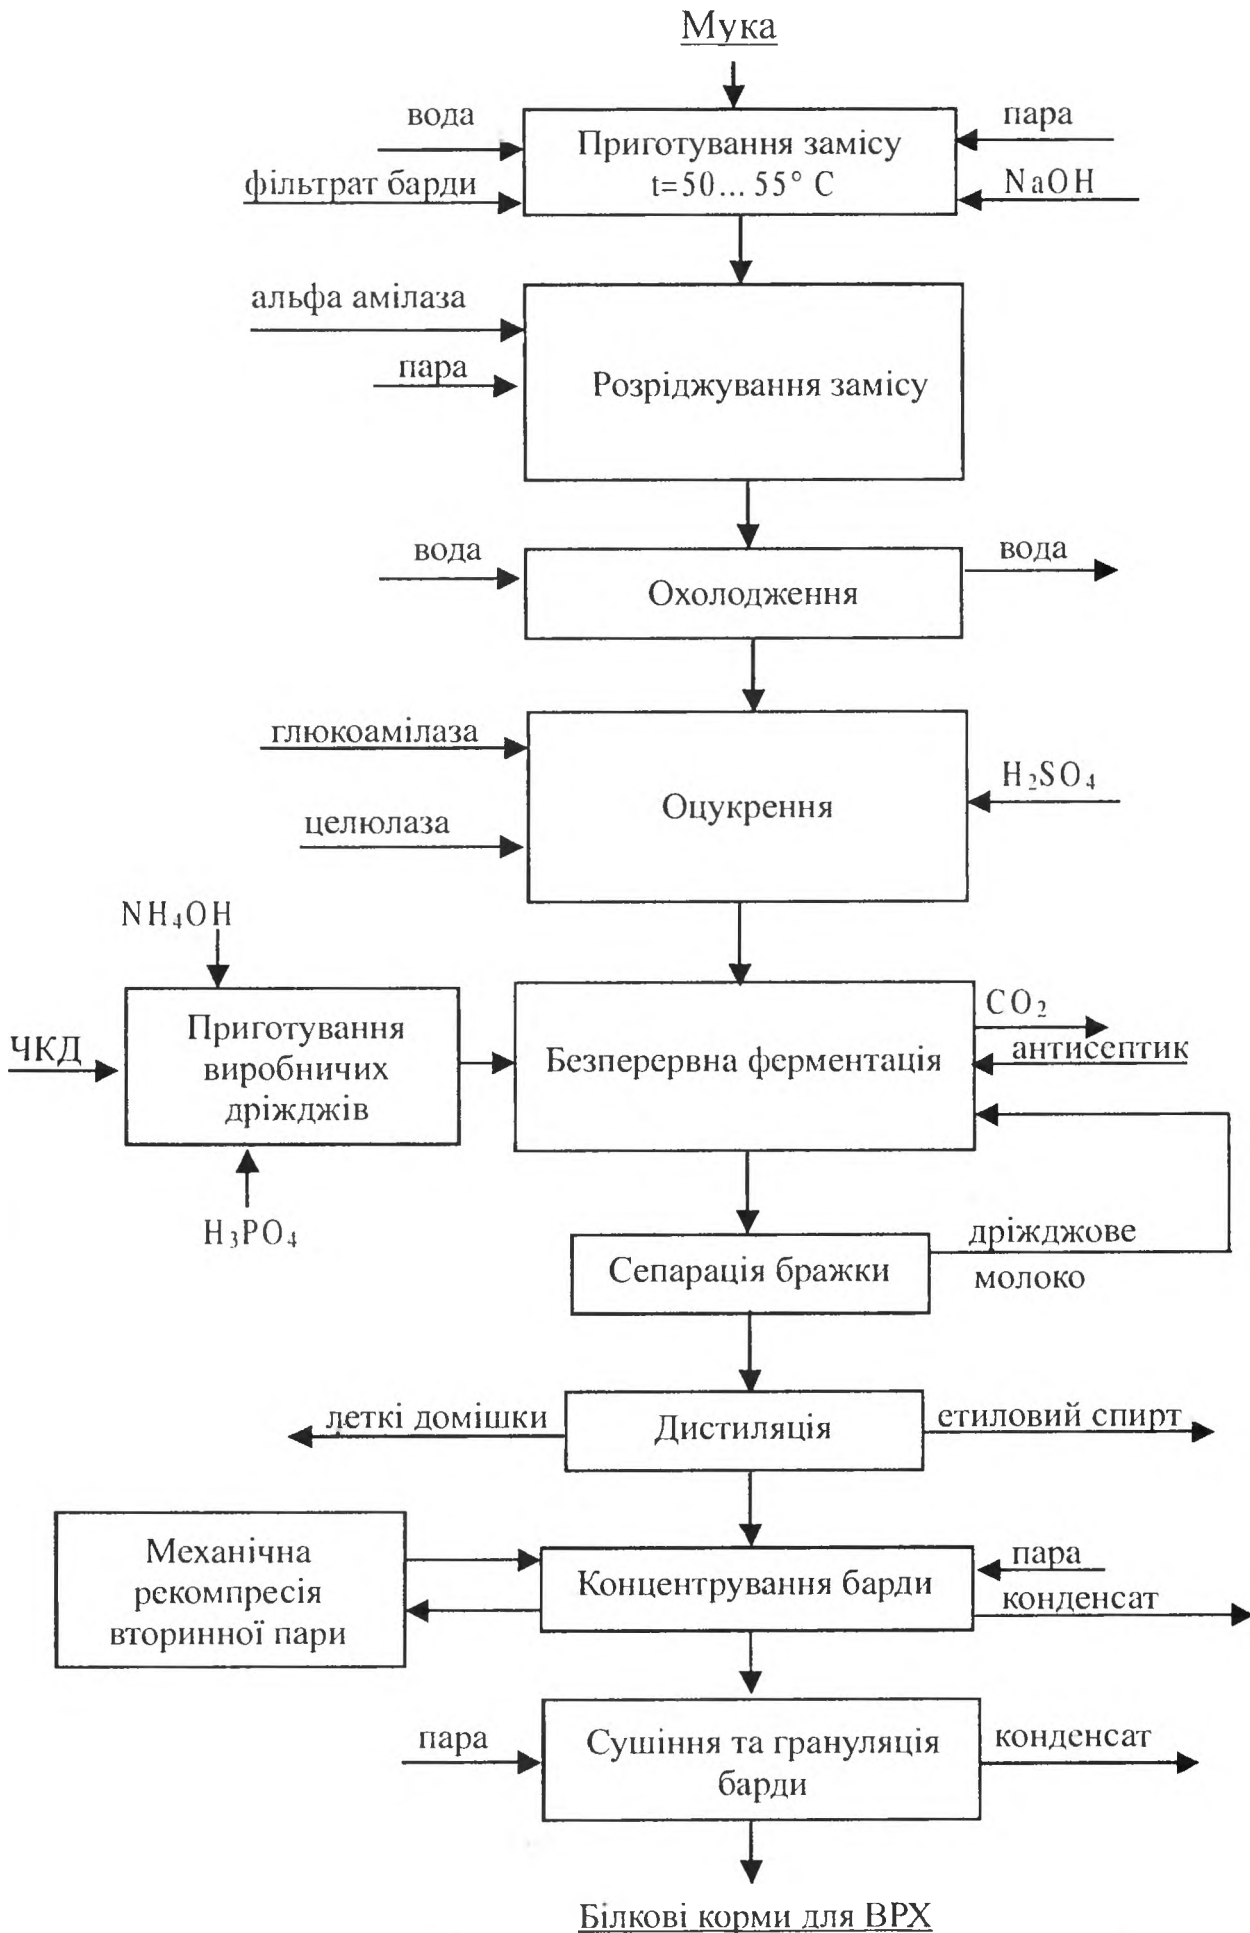 Мука
вода
пара
Приготування замісу
t=50... 55° С
фільтрат барди
NaOH
альфа амілаза
пара
Розріджування замісу
вода
вода
Охолодження
глюкоамілаза
H₂SO₄
Оцукрення
целюлаза
NH₄OH
ЧКД
Приготування
виробничих
дріжджів
H₃PO₄
Безперервна ферментація
CO₂
антисептик
Сепарація бражки
дріжджове
молоко
леткі домішки
Дистиляція
етиловий спирт
Механічна
рекомпресія
вторинної пари
Концентрування барди
пара
конденсат
пара
Сушіння та грануляція
барди
конденсат
Білкові корми для ВРХ